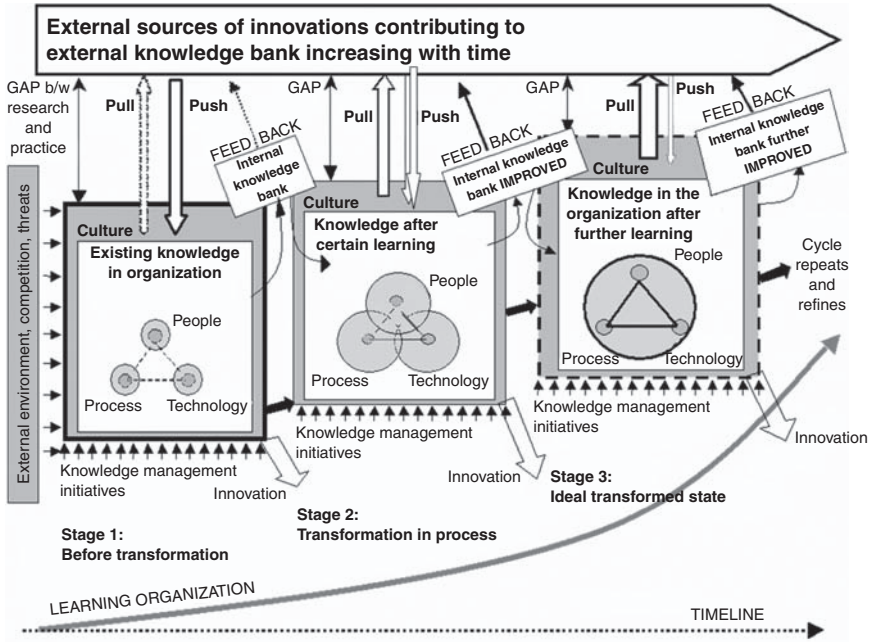 External sources of innovations contributing to
external knowledge bank increasing with time
GAP b/w
research
and
practice
Pull
Push
FEED BACK
Internal
knowledge
bank
GAP
Pull
Push
FEED BACK
Internal knowledge
bank IMPROVED
GAP
Pull
Push
FEED BACK
Internal knowledge
bank further
IMPROVED
External environment, competition, threats
Culture
Existing knowledge
in organization
People
Process
Technology
Knowledge management
initiatives
Innovation
Culture
Knowledge after
certain learning
People
Process
Technology
Knowledge management
initiatives
Innovation
Culture
Knowledge in the
organization after
further learning
People
Process
Technology
Knowledge management
initiatives
Innovation
Cycle
repeats
and
refines
Stage 1:
Before transformation
Stage 2:
Transformation in process
Stage 3:
Ideal transformed state
LEARNING ORGANIZATION
TIMELINE